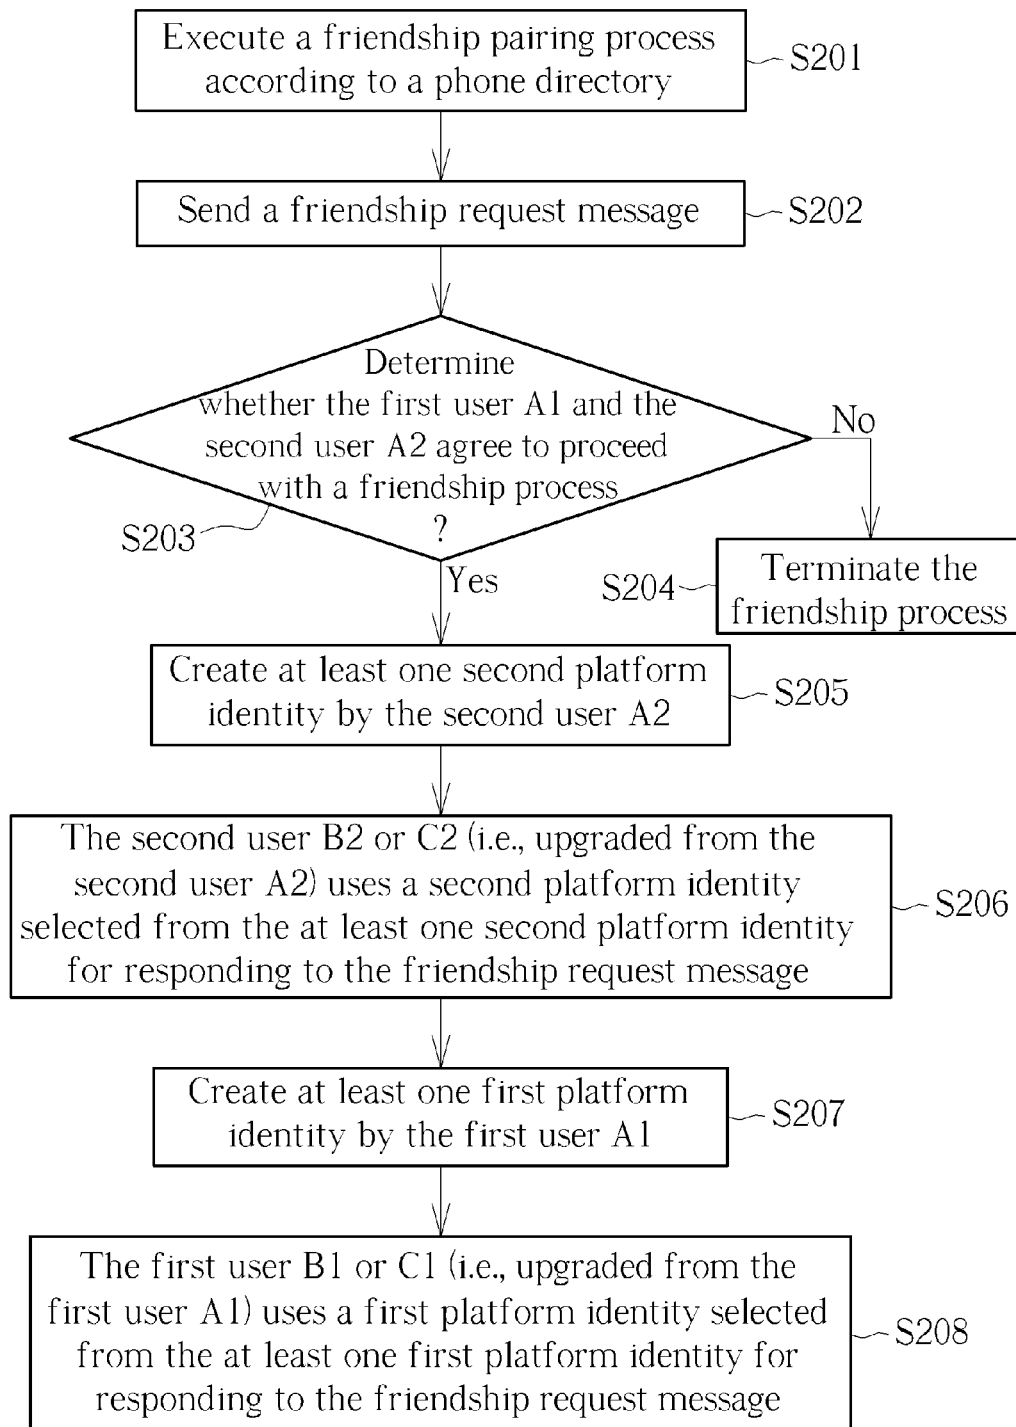 Execute a friendship pairing process
according to a phone directory
S201
Send a friendship request message
S202
Determine
whether the first user A1 and the
second user A2 agree to proceed
with a friendship process
?
S203
No
Yes
S204
Terminate the
friendship process
Create at least one second platform
identity by the second user A2
S205
The second user B2 or C2 (i.e., upgraded from the
second user A2) uses a second platform identity
selected from the at least one second platform identity
for responding to the friendship request message
S206
Create at least one first platform
identity by the first user A1
S207
The first user B1 or C1 (i.e., upgraded from the
first user A1) uses a first platform identity selected
from the at least one first platform identity for
responding to the friendship request message
S208